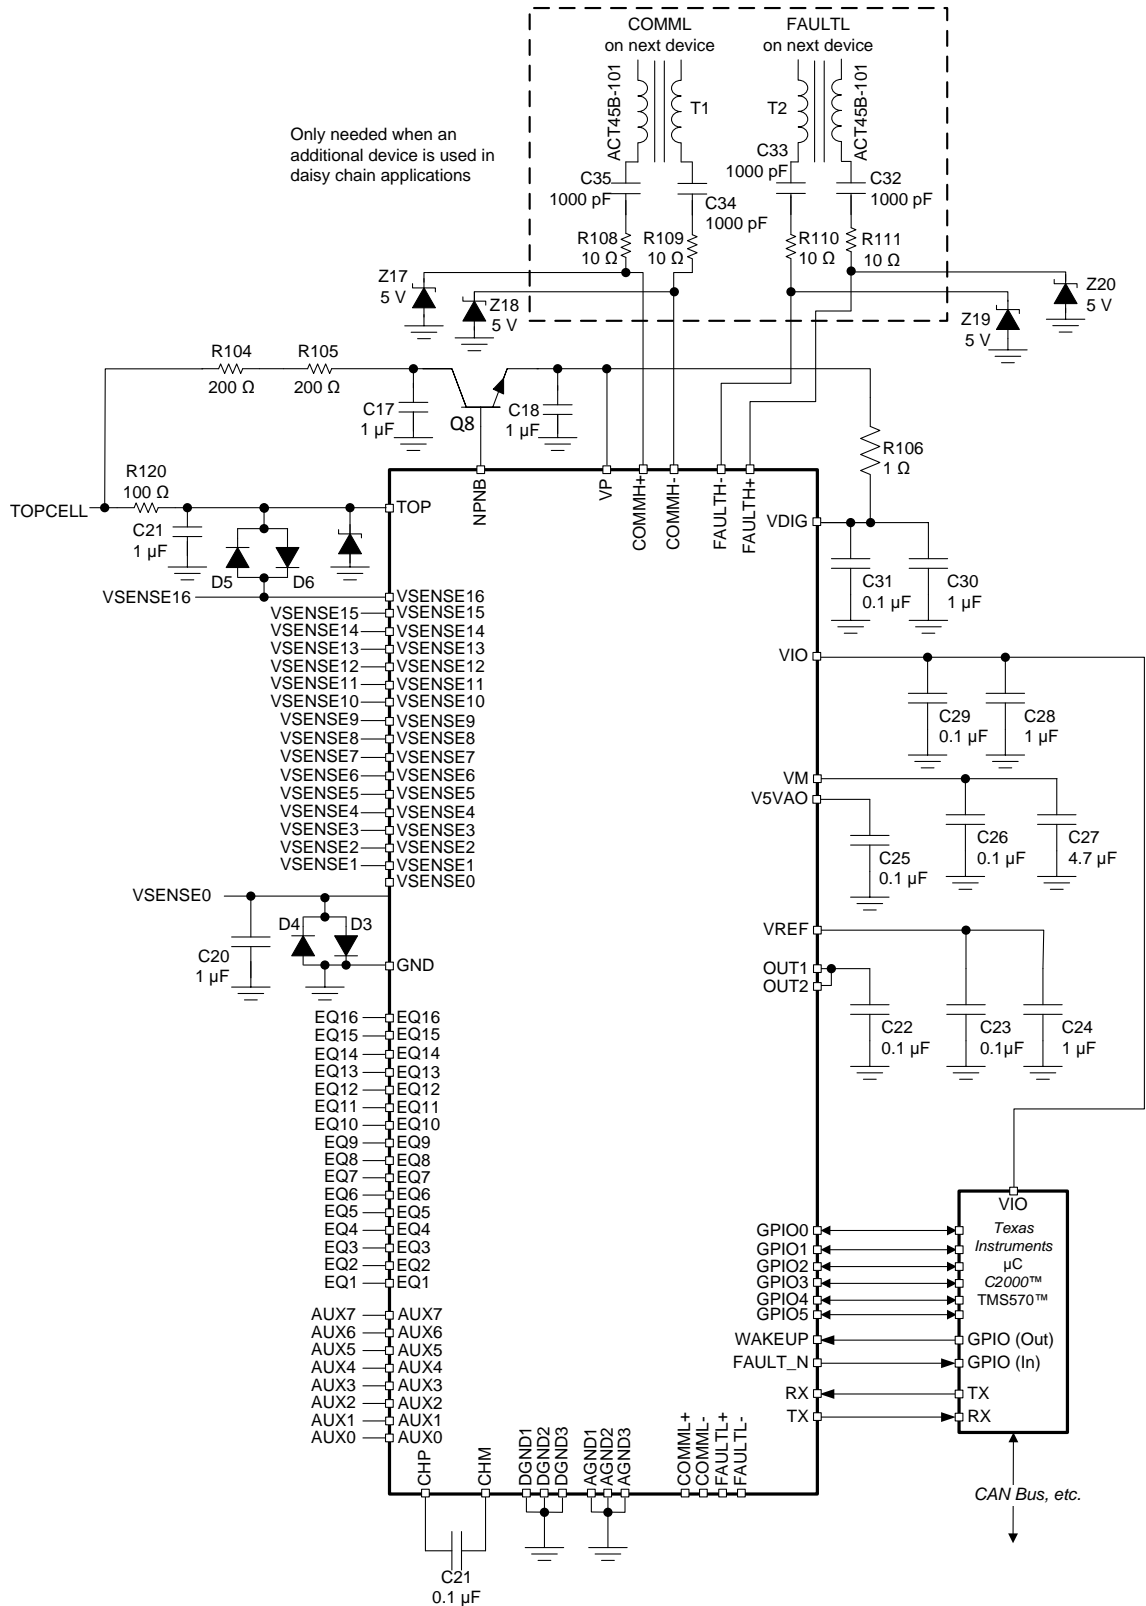 COMML
on next device
FAULTL
on next device
ACT45B-101
T1
T2
ACT45B-101
Only needed when an
additional device is used in
daisy chain applications
C33
1000 pF
C35
1000 pF
C34
1000 pF
C32
1000 pF
R108
10 Ω
R109
10 Ω
R110
10 Ω
R111
10 Ω
Z17
5 V
Z18
5 V
Z20
5 V
Z19
5 V
R104
200 Ω
R105
200 Ω
C17
1 µF
Q8
C18
1 µF
R106
1 Ω
R120
100 Ω
TOPCELL
C21
1 µF
D5
D6
TOP
NPNB
VP
COMMH+
COMMH-
FAULTH-
FAULTH+
VDIG
C31
0.1 µF
C30
1 µF
VSENSE16
VSENSE16
VSENSE15
VSENSE15
VSENSE14
VSENSE14
VSENSE13
VSENSE13
VSENSE12
VSENSE12
VSENSE11
VSENSE11
VSENSE10
VSENSE10
VSENSE9
VSENSE9
VSENSE8
VSENSE8
VSENSE7
VSENSE7
VSENSE6
VSENSE6
VSENSE5
VSENSE5
VSENSE4
VSENSE4
VSENSE3
VSENSE3
VSENSE2
VSENSE2
VSENSE1
VSENSE1
VSENSE0
VSENSE0
VIO
C29
0.1 µF
C28
1 µF
VM
V5VAO
C25
0.1 µF
C26
0.1 µF
C27
4.7 µF
D4
D3
C20
1 µF
GND
VREF
OUT1
OUT2
C22
0.1 µF
C23
0.1µF
C24
1 µF
EQ16
EQ16
EQ15
EQ15
EQ14
EQ14
EQ13
EQ13
EQ12
EQ12
EQ11
EQ11
EQ10
EQ10
EQ9
EQ9
EQ8
EQ8
EQ7
EQ7
EQ6
EQ6
EQ5
EQ5
EQ4
EQ4
EQ3
EQ3
EQ2
EQ2
EQ1
EQ1
AUX7
AUX7
AUX6
AUX6
AUX5
AUX5
AUX4
AUX4
AUX3
AUX3
AUX2
AUX2
AUX1
AUX1
AUX0
AUX0
GPIO0
GPIO1
GPIO2
GPIO3
GPIO4
GPIO5
WAKEUP
FAULT_N
RX
TX
VIO
Texas
Instruments
µC
C2000™
TMS570™
GPIO (Out)
GPIO (In)
TX
RX
CHP
CHM
DGND1
DGND2
DGND3
AGND1
AGND2
AGND3
COMML+
COMML-
FAULTL+
FAULTL-
CAN Bus, etc.
C21
0.1 µF